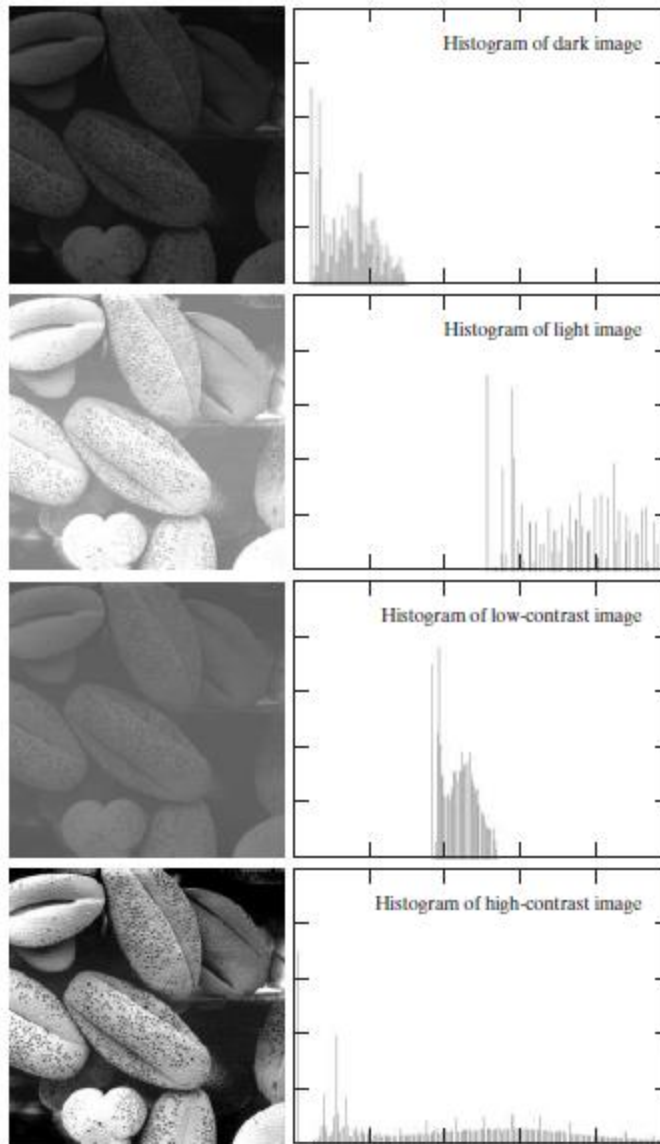 Histogram of dark image
Histogram of light image
Histogram of low-contrast image
Histogram of high-contrast image